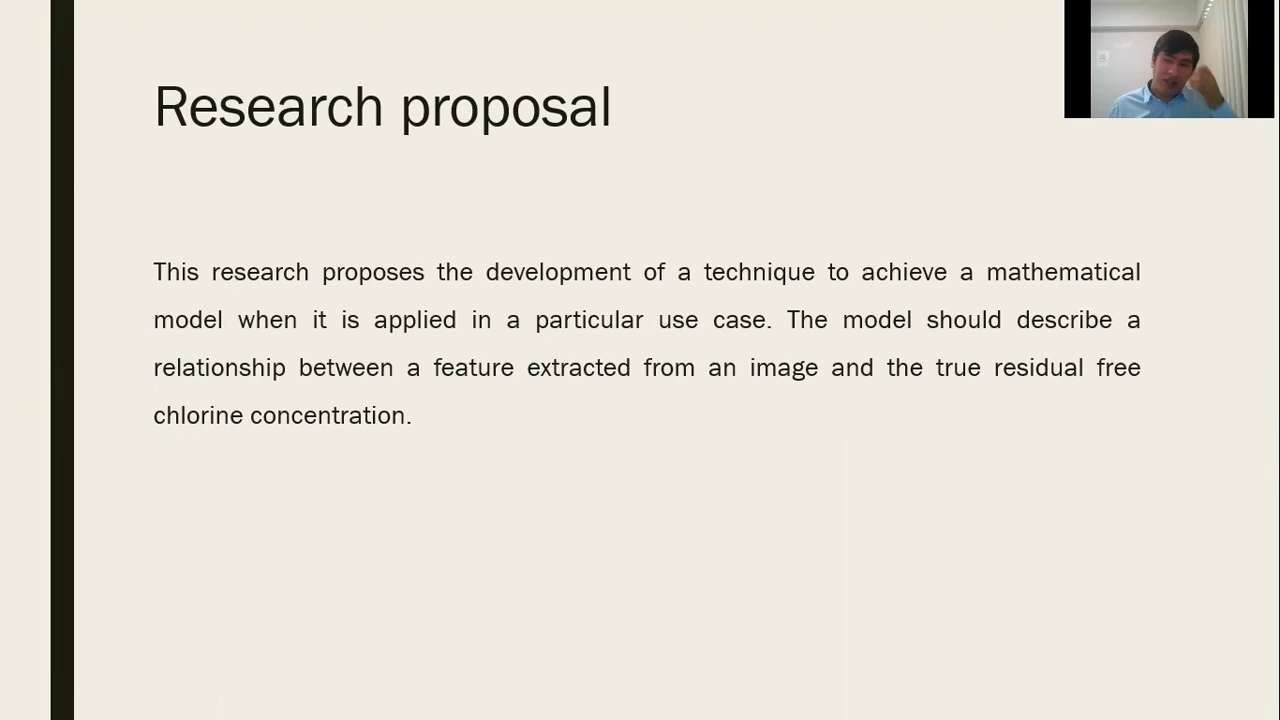 Research proposal
This research proposes the development of a technique to achieve a mathematical
model when it is applied in a particular use case. The model should describe a
relationship between a feature extracted from an image and the true residual free
chlorine concentration.